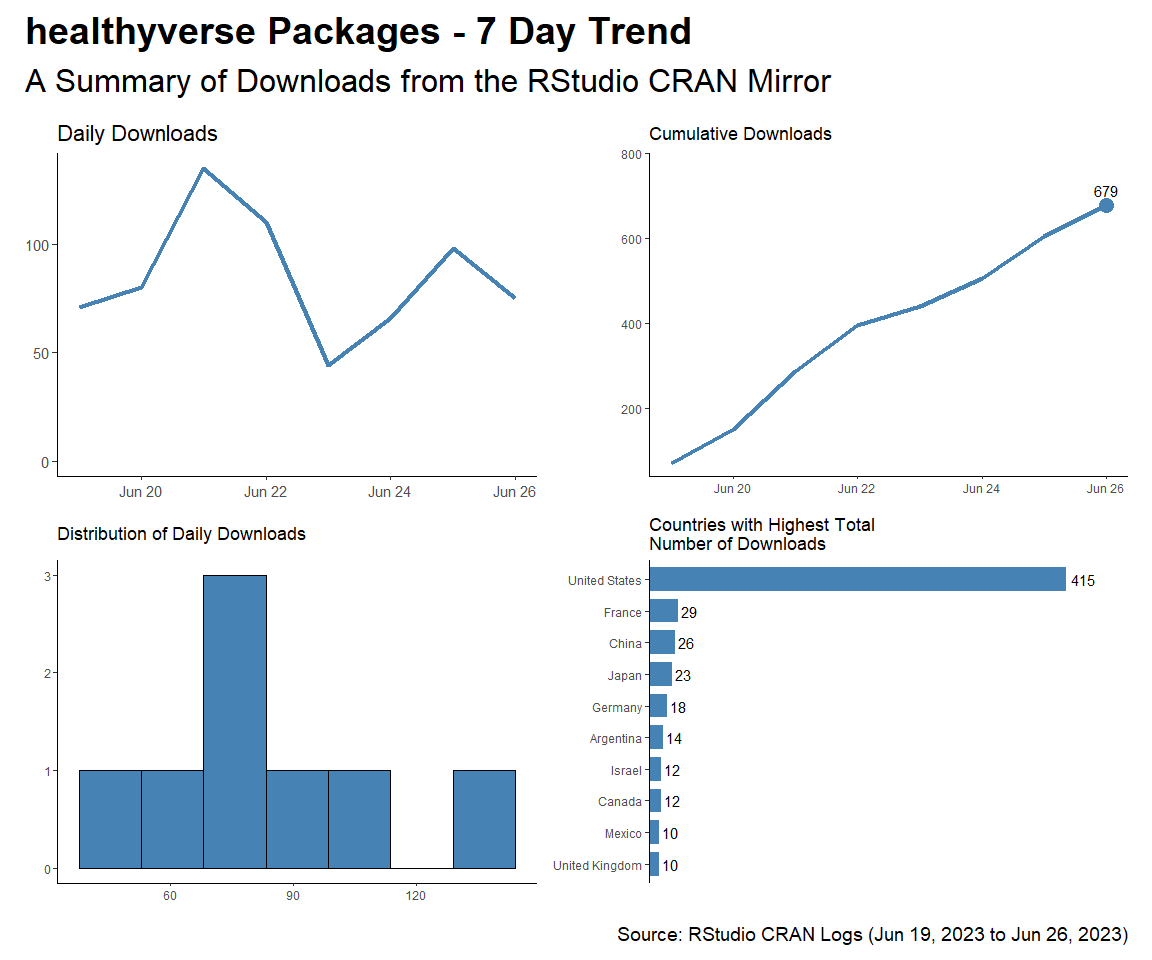 healthyverse Packages - 7 Day Trend
A Summary of Downloads from the RStudio CRAN Mirror
Daily Downloads
100
50
0
Jun 20 Jun 22 Jun 24 Jun 26
Cumulative Downloads
800
600
400
200
679
Jun 20 Jun 22 Jun 24 Jun 26
Distribution of Daily Downloads
3
2
1
0
60 90 120
Countries with Highest Total
Number of Downloads
United States 415
France 29
China 26
Japan 23
Germany 18
Argentina 14
Israel 12
Canada 12
Mexico 10
United Kingdom 10
Source: RStudio CRAN Logs (Jun 19, 2023 to Jun 26, 2023)